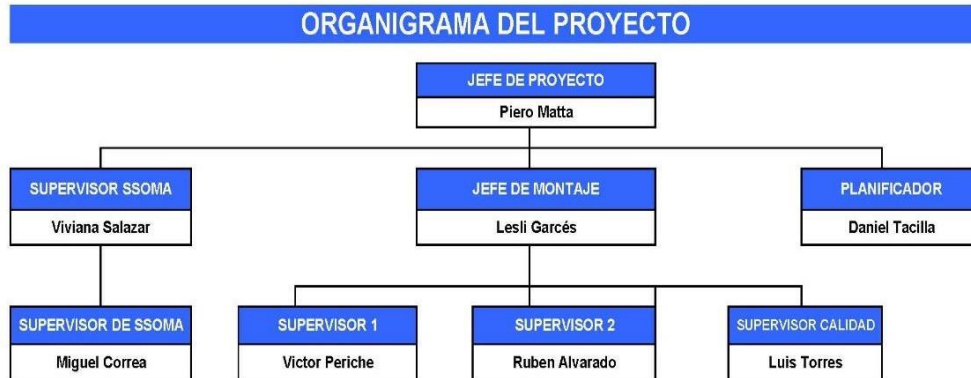 ORGANIGRAMA DEL PROYECTO
JEFE DE PROYECTO
Piero Matta
SUPERVISOR SSOMA
Viviana Salazar
JEFE DE MONTAJE
Lesli Garcés
PLANIFICADOR
Daniel Tacilla
SUPERVISOR DE SSOMA
Miguel Correa
SUPERVISOR 1
Victor Periche
SUPERVISOR 2
Ruben Alvarado
SUPERVISOR CALIDAD
Luis Torres